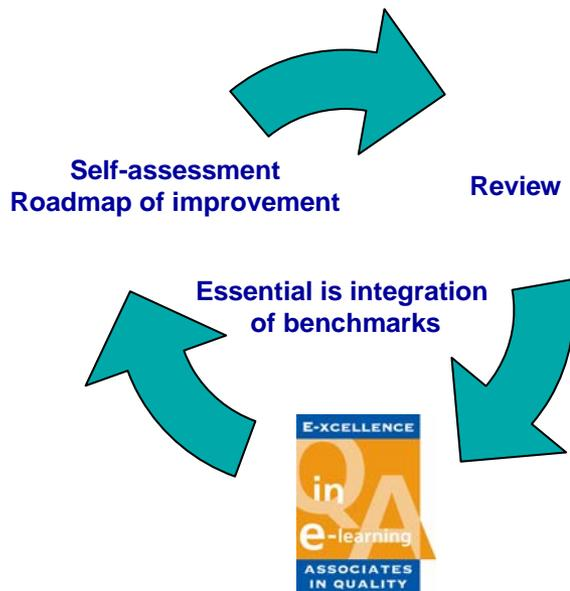 Self-assessment
Roadmap of improvement
Review
Essential is integration
of benchmarks
E-XCELLENCE
QA
in
e-learning
ASSOCIATES
IN QUALITY